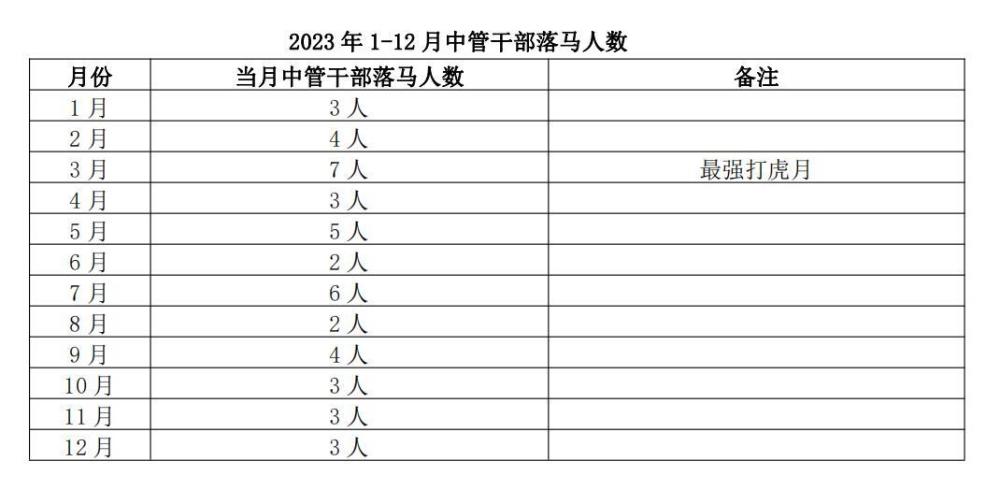 2023 年 1-12 月中管干部落马人数
月份 当月中管干部落马人数 备注
1 月 3 人
2 月 4 人
3 月 7 人 最强打虎月
4 月 3 人
5 月 5 人
6 月 2 人
7 月 6 人
8 月 2 人
9 月 4 人
10 月 3 人
11 月 3 人
12 月 3 人